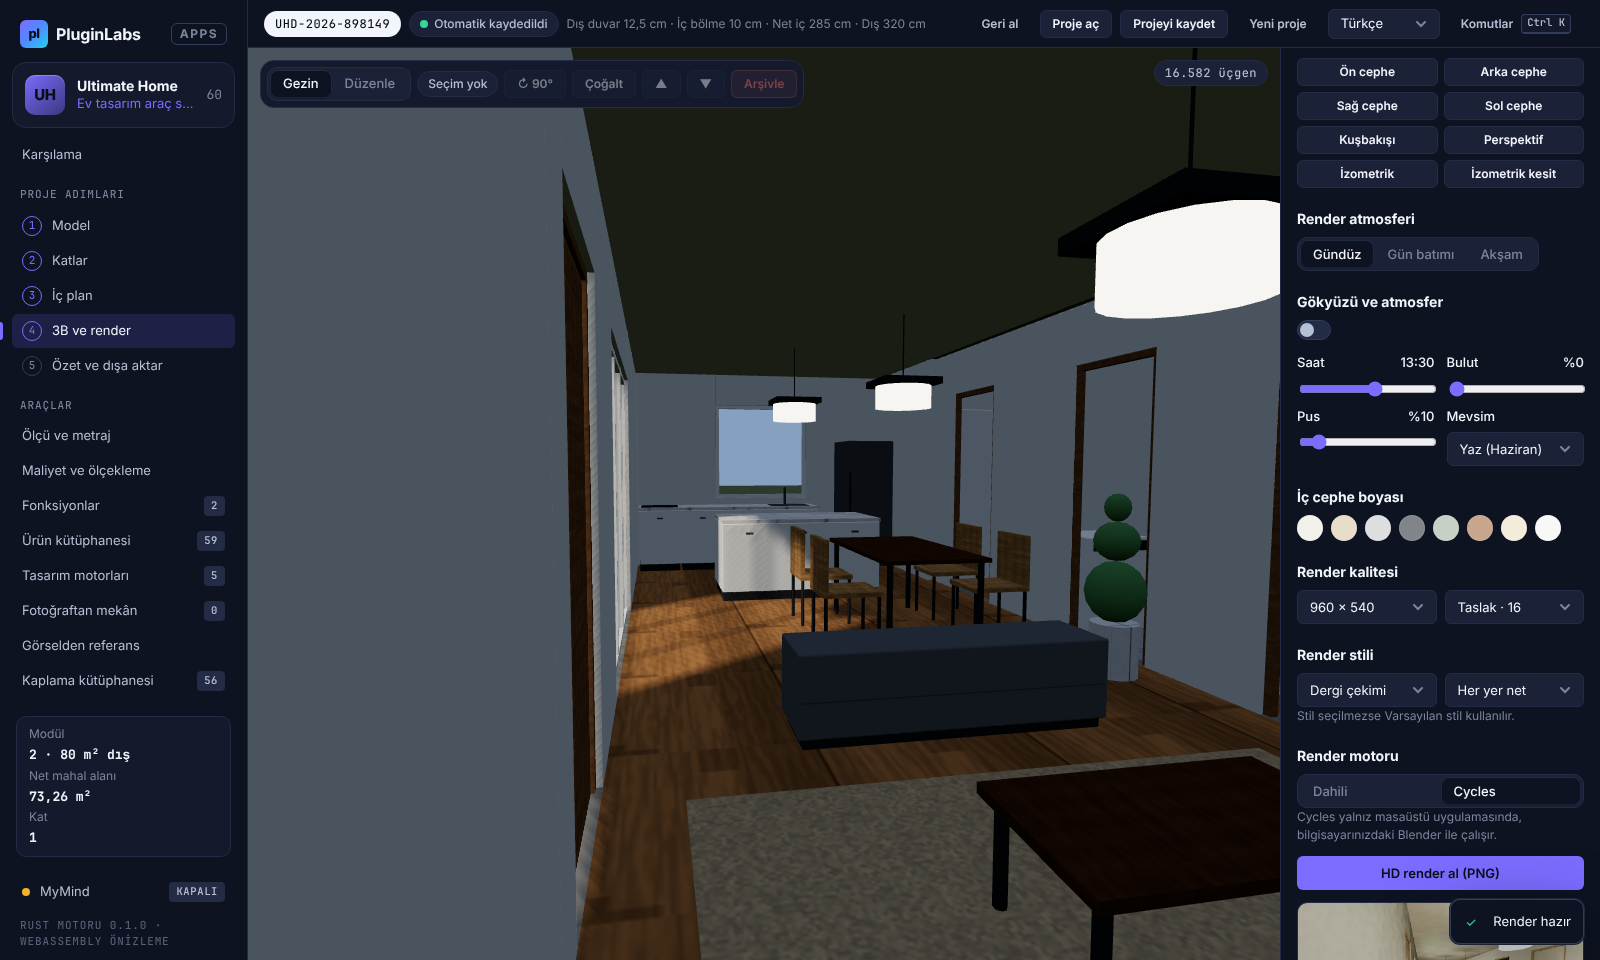 pl PluginLabs APPS
UH Ultimate Home 60
Ev tasarım araç s...
Karşılama
PROJE ADIMLARI
1 Model
2 Katlar
3 İç plan
4 3B ve render
5 Özet ve dışa aktar
ARAÇLAR
Ölçü ve metraj
Maliyet ve ölçekleme
Fonksiyonlar 2
Ürün kütüphanesi 59
Tasarım motorları 5
Fotoğraftan mekân 0
Görselden referans
Kaplama kütüphanesi 56
Modül
2 · 80 m² dış
Net mahal alanı
73,26 m²
Kat
1
MyMind KAPALI
RUST MOTORU 0.1.0 ·
WEBASSEMBLY ÖNİZLEME
UHD-2026-898149 Otomatik kaydedildi Dış duvar 12,5 cm · İç bölme 10 cm · Net iç 285 cm · Dış 320 cm Geri al Proje aç Projeyi kaydet Yeni proje Türkçe Komutlar Ctrl K
Gezin Düzenle Seçim yok ↻ 90° Çoğalt ▲ ▼ Arşivle
16.582 üçgen
Ön cephe Arka cephe
Sağ cephe Sol cephe
Kuşbakışı Perspektif
İzometrik İzometrik kesit
Render atmosferi
Gündüz Gün batımı Akşam
Gökyüzü ve atmosfer
Saat 13:30 Bulut %0
Pus %10 Mevsim
Yaz (Haziran)
İç cephe boyası
Render kalitesi
960 × 540 Taslak · 16
Render stili
Dergi çekimi Her yer net
Stil seçilmezse Varsayılan stil kullanılır.
Render motoru
Dahili Cycles
Cycles yalnız masaüstü uygulamasında,
bilgisayarınızdaki Blender ile çalışır.
HD render al (PNG)
Render hazır